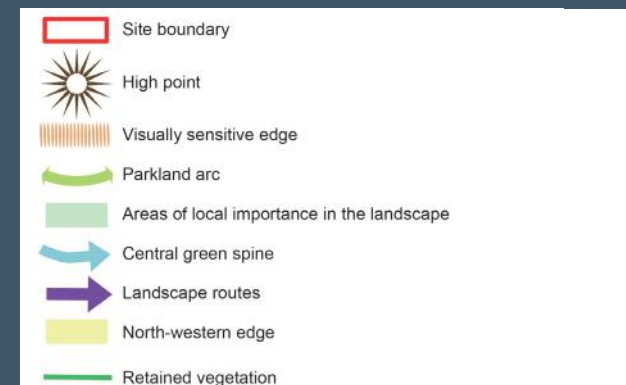 Site boundary
High point
Visually sensitive edge
Parkland arc
Areas of local importance in the landscape
Central green spine
Landscape routes
North-western edge
Retained vegetation